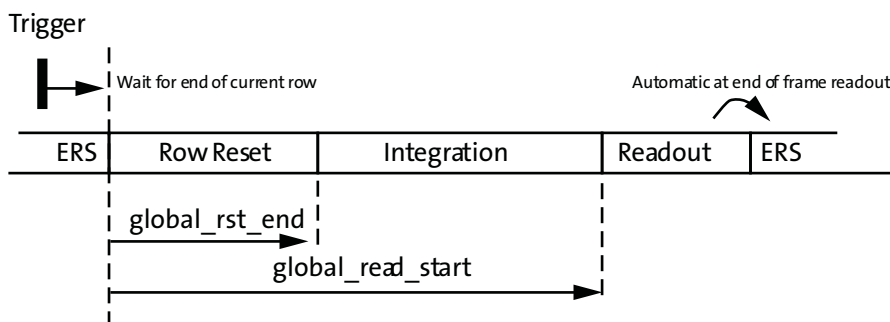 Trigger
Wait for end of current row
Automatic at end of frame readout
ERS Row Reset Integration Readout ERS
global_rst_end
global_read_start